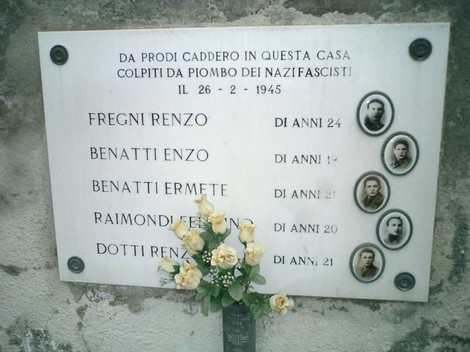 DA PRODI CADDERO IN QUESTA CASA
COLPITI DA PIOMBO DEI NAZIFASCISTI
IL 26 - 2 - 1945
FREGNI RENZO DI ANNI 24
BENATTI ENZO DI ANNI
BENATTI ERMETE DI ANNI
RAIMONDI DI ANNI 20
DOTTI RENZO DI ANNI 21